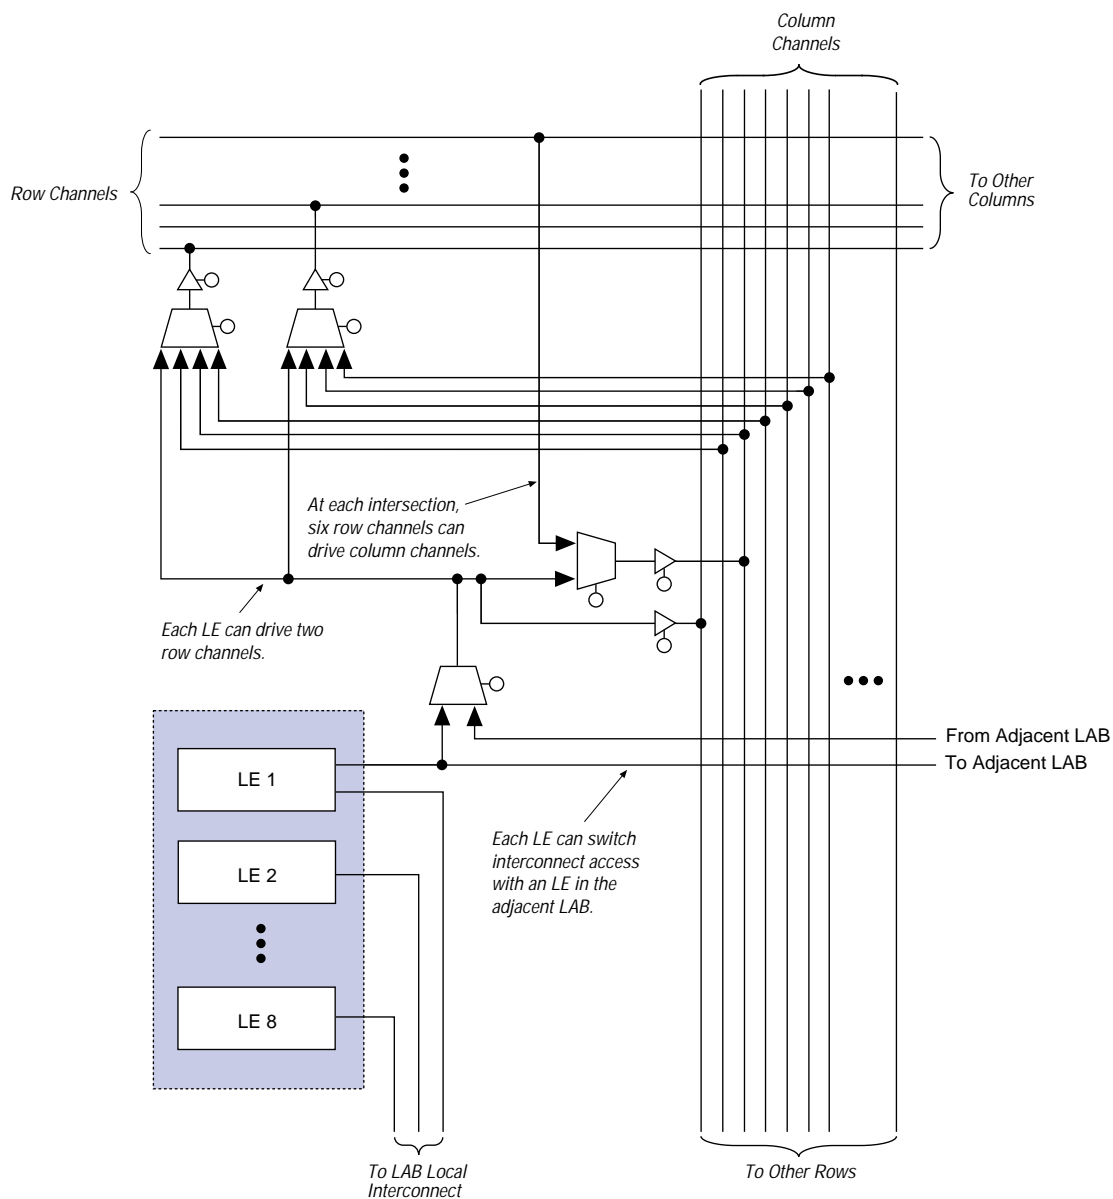 Column
Channels
Row Channels
To Other
Columns
At each intersection,
six row channels can
drive column channels.
Each LE can drive two
row channels.
From Adjacent LAB
To Adjacent LAB
LE 1
Each LE can switch
interconnect access
with an LE in the
adjacent LAB.
LE 2
LE 8
To LAB Local
Interconnect
To Other Rows